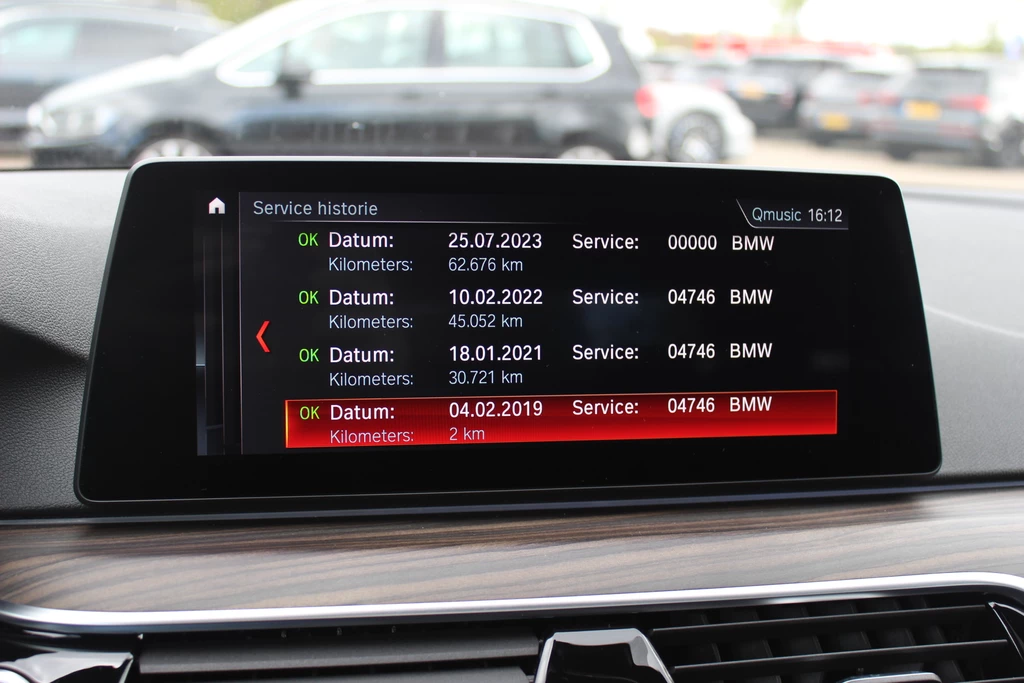 Service historie
Qmusic 16:12
OK Datum: 25.07.2023 Service: 00000 BMW
Kilometers: 62.676 km
OK Datum: 10.02.2022 Service: 04746 BMW
Kilometers: 45.052 km
OK Datum: 18.01.2021 Service: 04746 BMW
Kilometers: 30.721 km
OK Datum: 04.02.2019 Service: 04746 BMW
Kilometers: 2 km